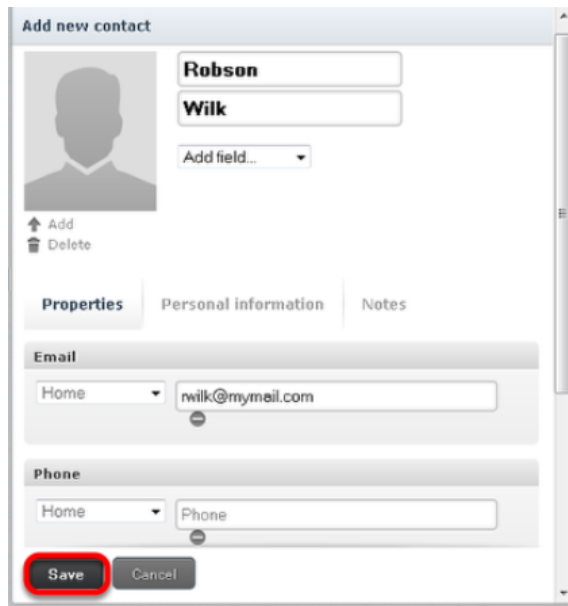 Add new contact
Robson
Wilk
Add field...
Add
Delete
Properties Personal information Notes
Email
Home rwilk@mymail.com
Phone
Home Phone
Save Cancel